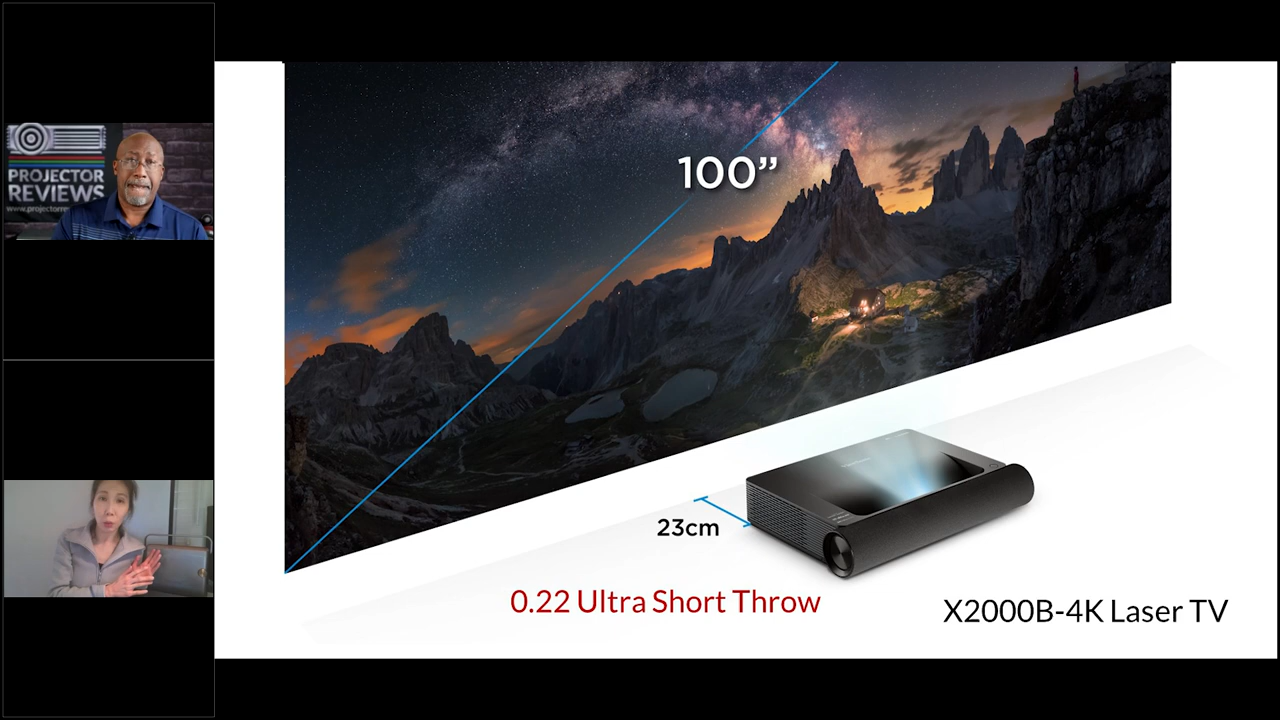 PROJECTOR
REVIEWS
100”
23cm
0.22 Ultra Short Throw
X2000B-4K Laser TV